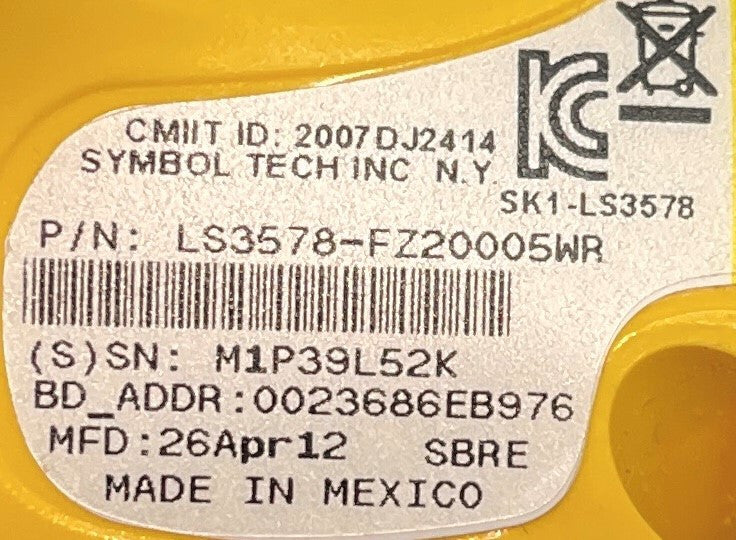 CMIIT ID: 2007DJ2414
SYMBOL TECH INC N.Y.
SK1-LS3578
P/N: LS3578-FZ20005WR
(S)SN: M1P39L52K
BD_ADDR:0023686EB976
MFD:26Apr12 SBRE
MADE IN MEXICO